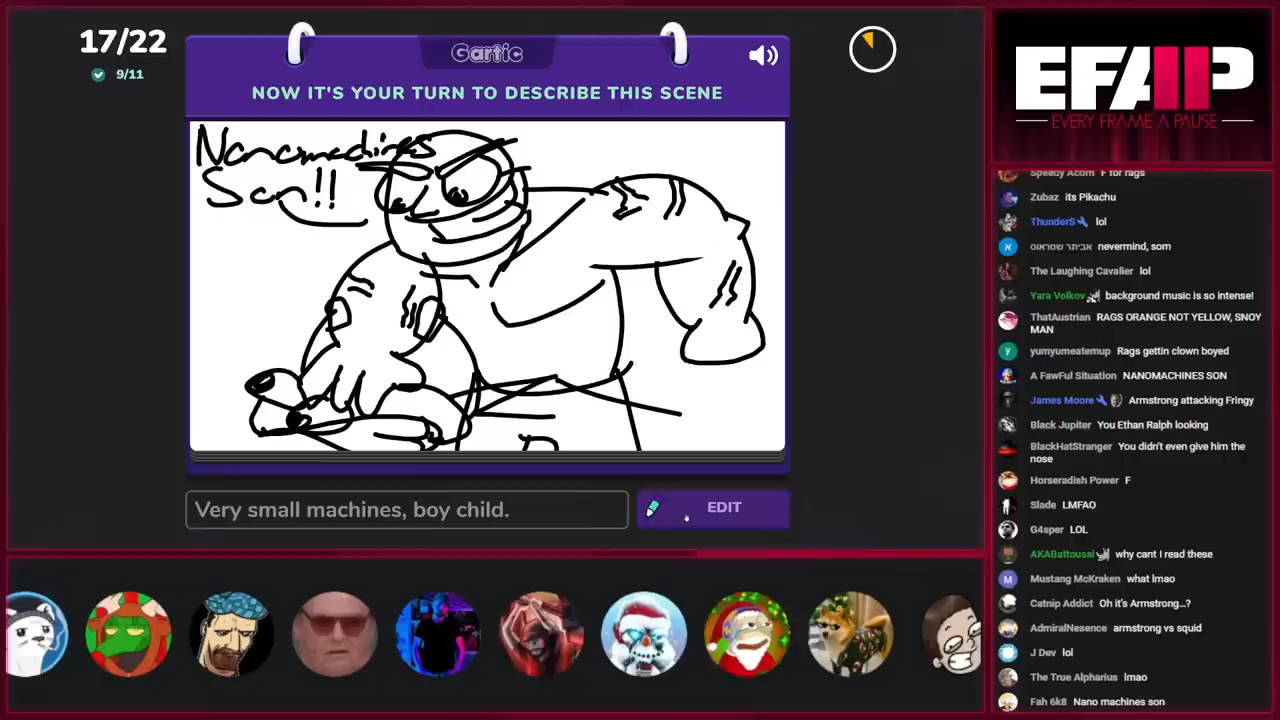 17/22
9/11
Gartic
NOW IT'S YOUR TURN TO DESCRIBE THIS SCENE
Nanomachines
Son!!
Very small machines, boy child.
EDIT
EFAP
EVERY FRAME A PAUSE
Speedy Acorn F for rags
Zubaz its Pikachu
ThunderS lol
אביתר שטראוס nevermind, som
The Laughing Cavalier lol
Yara Volkov background music is so intense!
ThatAustrian RAGS ORANGE NOT YELLOW, SNOY
MAN
yumyumeatemup Rags gettin clown boyed
A FawFul Situation NANOMACHINES SON
James Moore Armstrong attacking Fringy
Black Jupiter You Ethan Ralph looking
BlackHatStranger You didn't even give him the
nose
Horseradish Power F
Slade LMFAO
G4sper LOL
AKABattousai why cant I read these
M Mustang McKraken what lmao
Catnip Addict Oh it's Armstrong...?
AdmiralNesence armstrong vs squid
J Dev lol
The True Alpharius lmao
Fah 6k8 Nano machines son